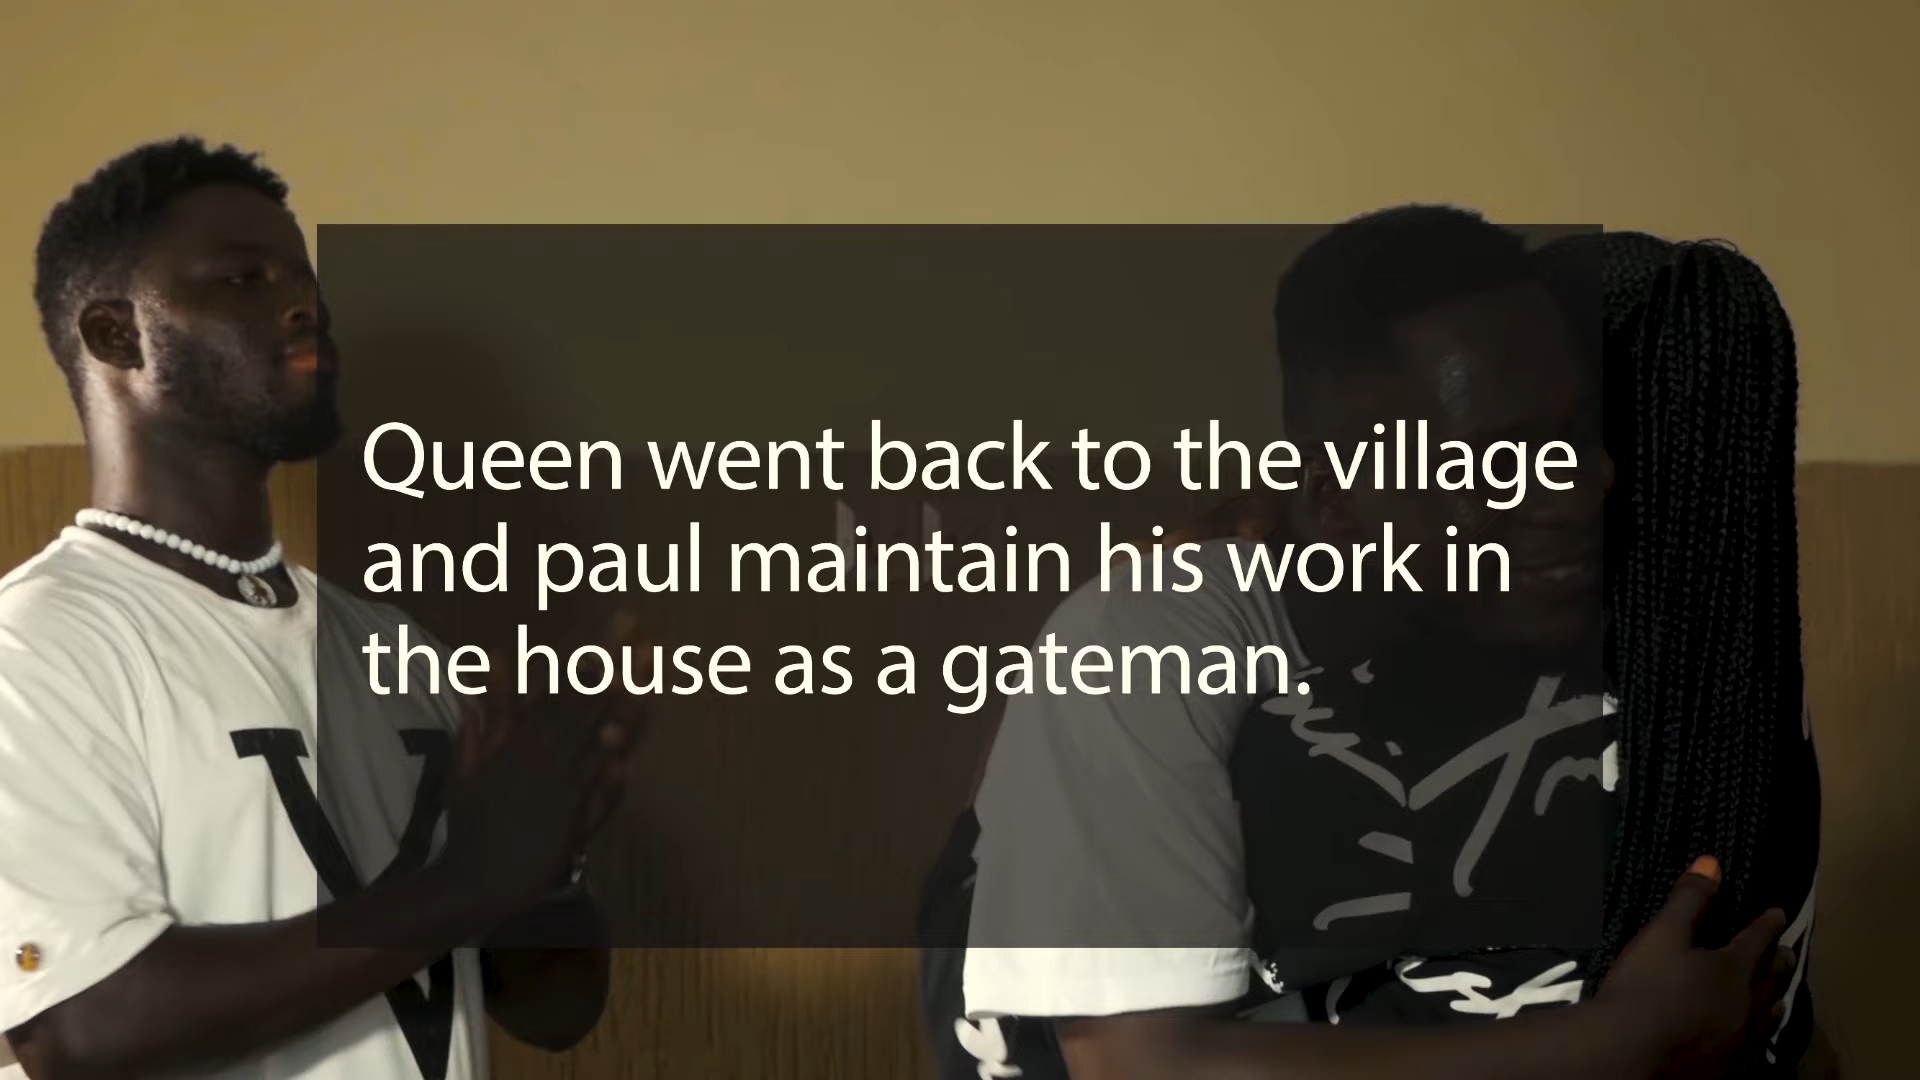 Queen went back to the village
and paul maintain his work in
the house as a gateman.
V